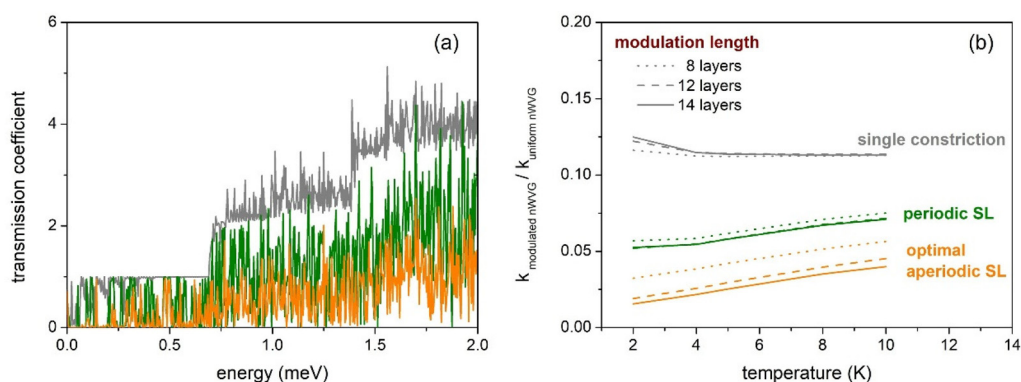 (a)
transmission coefficient
6
4
2
0
0.0 0.5 1.0 1.5 2.0
energy (meV)
(b)
k modulated nWVG / k uniform nWVG
0.20
0.15
0.10
0.05
0.00
modulation length
8 layers
12 layers
14 layers
single constriction
periodic SL
optimal
aperiodic SL
2 4 6 8 10 12 14
temperature (K)